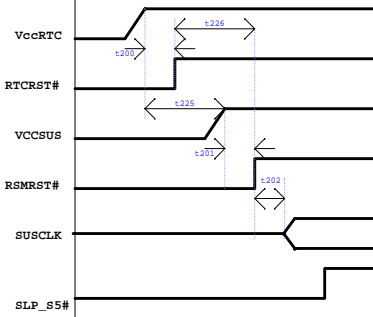 VccRTC
t226
t200
RTCRST#
t225
VCCSUS
t201
RSMRST#
t202
SUSCLK
SLP_S5#